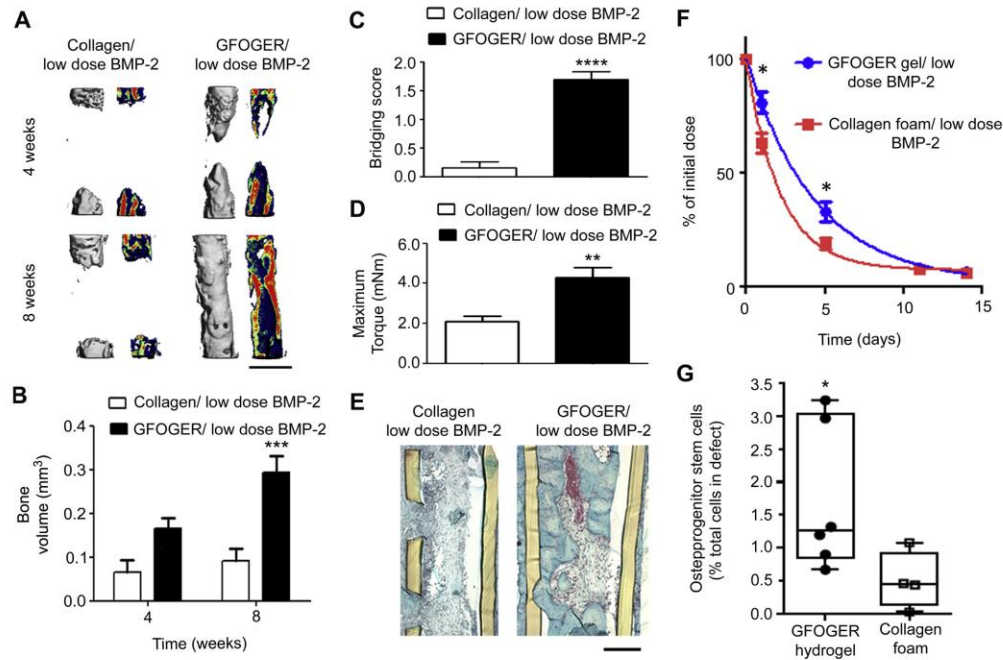 A
Collagen/
low dose BMP-2
GFOGER/
low dose BMP-2
4 weeks
8 weeks
B
Collagen/ low dose BMP-2
GFOGER/ low dose BMP-2
Bone
volume (mm³)
0.4
0.3
0.2
0.1
0.0
***
4
8
Time (weeks)
C
Collagen/ low dose BMP-2
GFOGER/ low dose BMP-2
Bridging score
2.0
1.5
1.0
0.5
0.0
****
D
Collagen/ low dose BMP-2
GFOGER/ low dose BMP-2
Maximum
Torque (mNm)
6.0
4.0
2.0
0.0
**
E
Collagen
low dose BMP-2
GFOGER/
low dose BMP-2
F
% of initial dose
100
50
0
*
*
GFOGER gel/ low
dose BMP-2
Collagen foam/ low dose
BMP-2
0
5
10
15
Time (days)
G
Ostepprogenitor stem cells
(% total cells in defect)
3.5
3.0
2.5
2.0
1.5
1.0
0.5
0.0
*
GFOGER
hydrogel
Collagen
foam